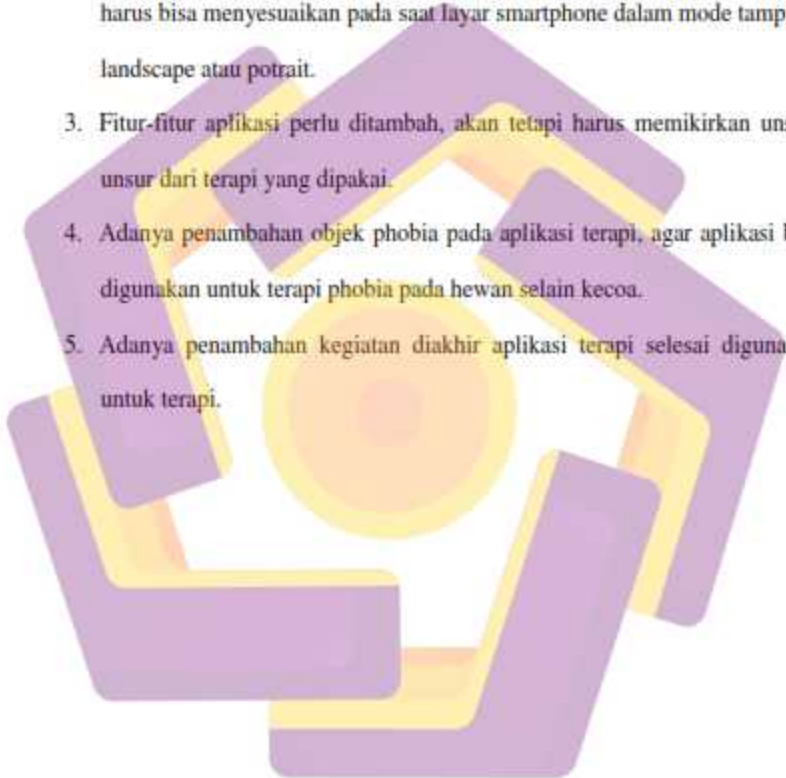 harus bisa menyesuaikan pada saat layar smartphone dalam mode tamp
landscape atau potrait.
3. Fitur-fitur aplikasi perlu ditambah, akan tetapi harus memikirkan un
unsur dari terapi yang dipakai.
4. Adanya penambahan objek phobia pada aplikasi terapi, agar aplikasi b
digunakan untuk terapi phobia pada hewan selain kecoa.
5. Adanya penambahan kegiatan diakhir aplikasi terapi selesai diguna
untuk terapi.